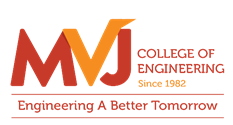 MVJ
COLLEGE OF
ENGINEERING
Since 1982
Engineering A Better Tomorrow